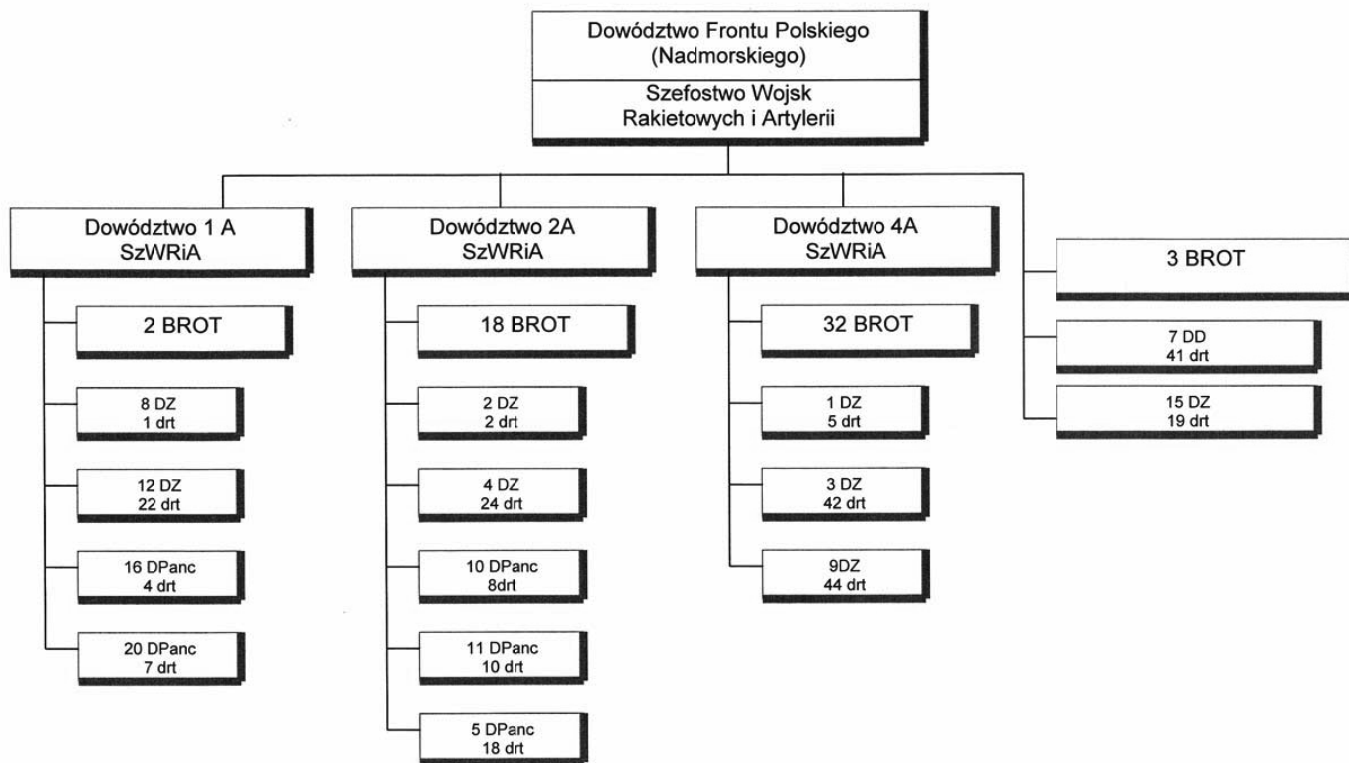 Dowództwo Frontu Polskiego
(Nadmorskiego)
Szefostwo Wojsk
Rakietowych i Artylerii
Dowództwo 1 A
SzWRiA
2 BROT
8 DZ
1 drt
12 DZ
22 drt
16 DPanc
4 drt
20 DPanc
7 drt
Dowództwo 2A
SzWRiA
18 BROT
2 DZ
2 drt
4 DZ
24 drt
10 DPanc
8drt
11 DPanc
10 drt
5 DPanc
18 drt
Dowództwo 4A
SzWRiA
32 BROT
1 DZ
5 drt
3 DZ
42 drt
9DZ
44 drt
3 BROT
7 DD
41 drt
15 DZ
19 drt